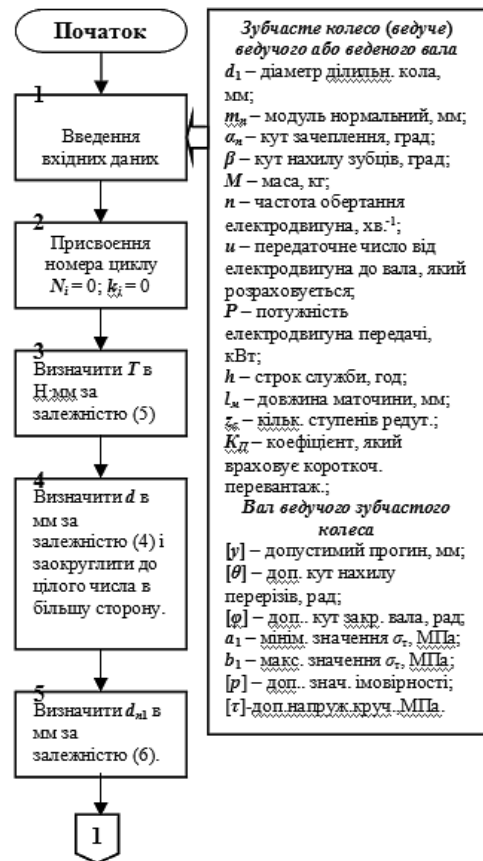 Початок
1
Введення
вхідних даних
2
Присвоєння
номера циклу
Nᵢ = 0; kᵢ = 0
3
Визначити T в
Н·мм за
залежністю (5)
4
Визначити d в
мм за
залежністю (4) і
заокруглити до
цілого числа в
більшу сторону.
5
Визначити dп1 в
мм за
залежністю (6).
1
Зубчасте колесо (ведуче)
ведучого або веденого вала
d₁ – діаметр ділильн. кола,
мм;
mₙ – модуль нормальний, мм;
αₙ – кут зачеплення, град;
β – кут нахилу зубців, град;
M – маса, кг;
n – частота обертання
електродвигуна, хв.⁻¹;
u – передаточне число від
електродвигуна до вала, який
розраховується;
P – потужність
електродвигуна передачі,
кВт;
h – строк служби, год;
lм – довжина маточини, мм;
– кільк. ступенів редут.;
KП – коефіцієнт, який
враховує короткоч.
перевантаж.;
Вал ведучого зубчастого
колеса
[y] – допустимий прогин, мм;
[θ] – доп. кут нахилу
перерізів, рад;
[φ] – доп.. кут закр. вала, рад;
a₁ – мінім. значення σт, МПа;
b₁ – макс. значення σт, МПа;
[p] – доп.. знач. імовірності;
[τ]-доп.напруж.круч..МПа.